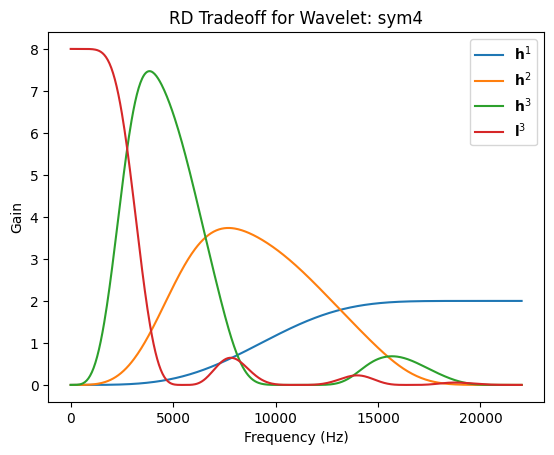 RD Tradeoff for Wavelet: sym4
Gain
8
7
6
5
4
3
2
1
0
h¹
h²
h³
l³
0 5000 10000 15000 20000
Frequency (Hz)